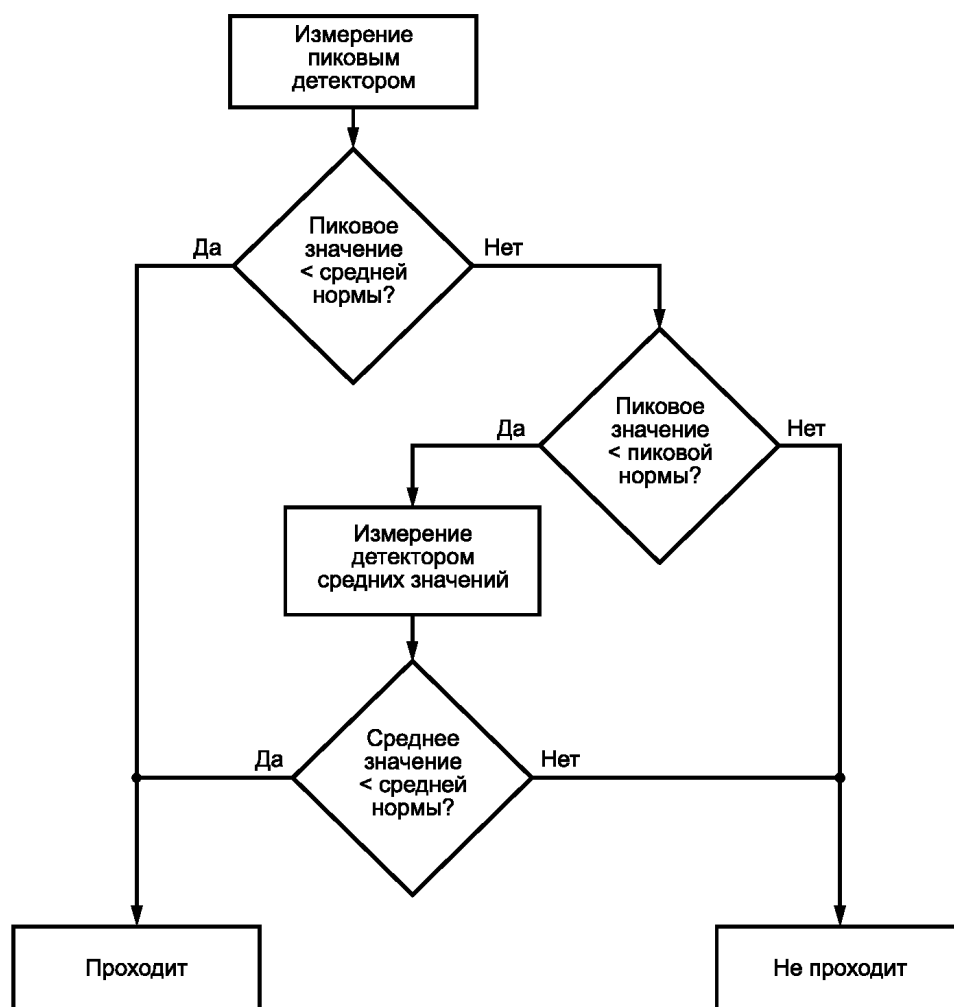 Измерение
пиковым
детектором
Пиковое
значение
< средней
нормы?
Да
Нет
Пиковое
значение
< пиковой
нормы?
Да
Нет
Измерение
детектором
средних значений
Среднее
значение
< средней
нормы?
Да
Нет
Проходит
Не проходит